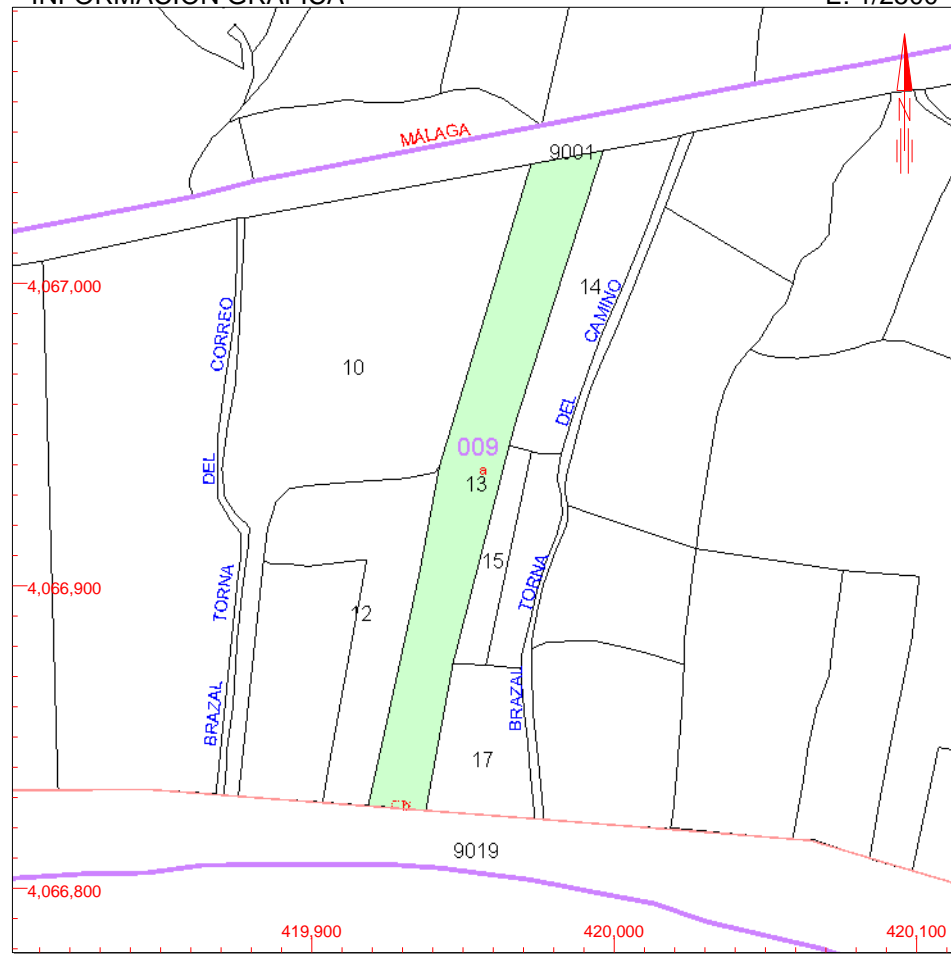 INFORMACIÓN GRÁFICA E: 1/2500
MÁLAGA
9001
N
4,067,000
14
CORREO
CAMINO
10
DEL
009
a
DEL
13
15
4,066,900
TORNA
TORNA
12
BRAZAL
BRAZAL
17
9019
4,066,800
419,900 420,000 420,100